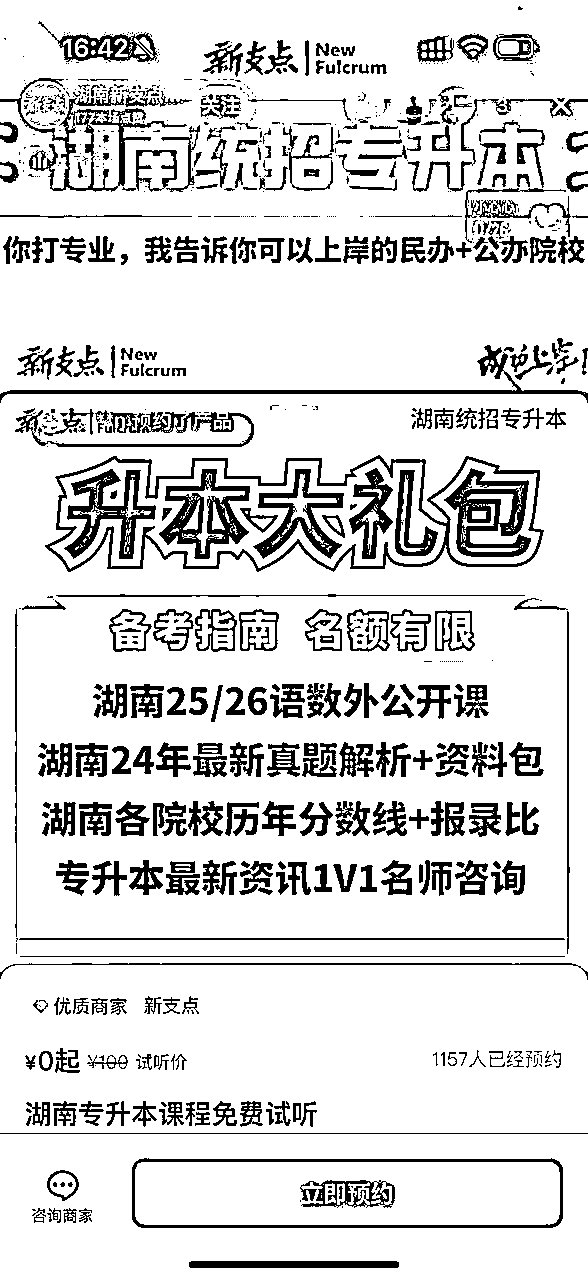 16:42
新支点 New Fulcrum
湖南新支点
关注
湖南统招专升本
你打专业，我告诉你可以上岸的民办+公办院校
新支点 New Fulcrum
新支点
预约了产品
湖南统招专升本
升本大礼包
备考指南 名额有限
湖南25/26语数外公开课
湖南24年最新真题解析+资料包
湖南各院校历年分数线+报录比
专升本最新资讯1V1名师咨询
优质商家 新支点
¥0起 ¥100 试听价
1157人已经预约
湖南专升本课程免费试听
咨询商家
立即预约